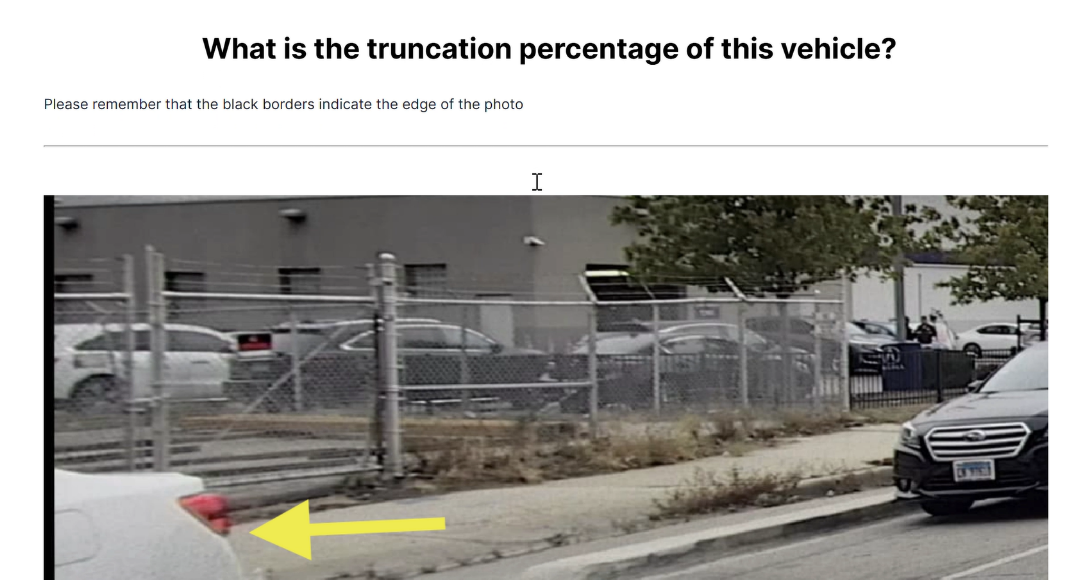 What is the truncation percentage of this vehicle?
Please remember that the black borders indicate the edge of the photo